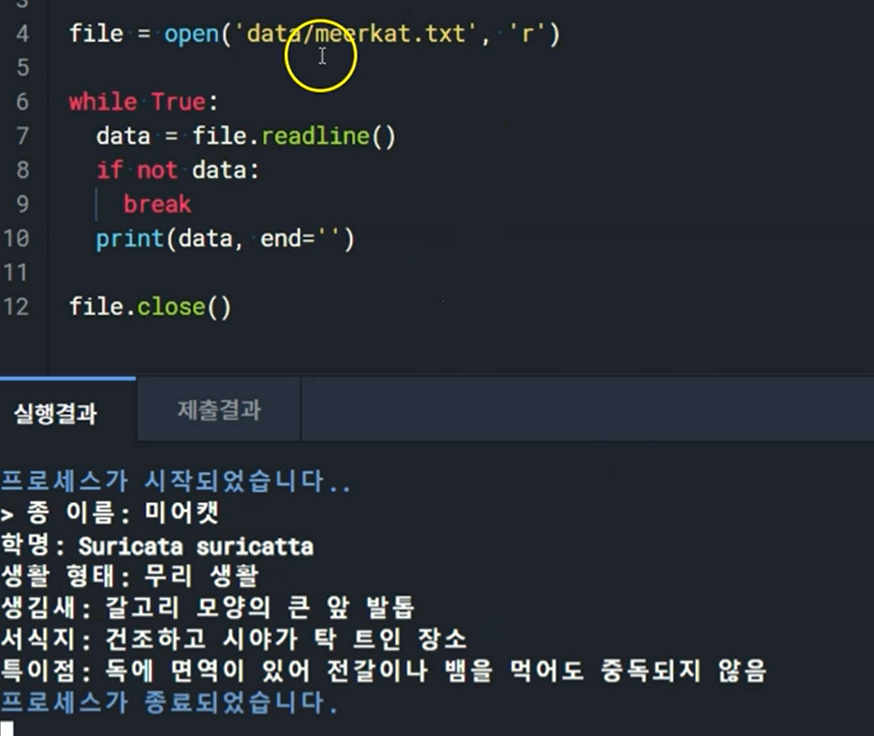 3
4 file = open('data/meerkat.txt', 'r')
5
6 while True:
7 data = file.readline()
8 if not data:
9 break
10 print(data, end='')
11
12 file.close()
실행결과 제출결과
프로세스가 시작되었습니다..
> 종 이름: 미어캣
학명: Suricata suricatta
생활 형태: 무리 생활
생김새: 갈고리 모양의 큰 앞 발톱
서식지: 건조하고 시야가 탁 트인 장소
특이점: 독에 면역이 있어 전갈이나 뱀을 먹어도 중독되지 않음
프로세스가 종료되었습니다.